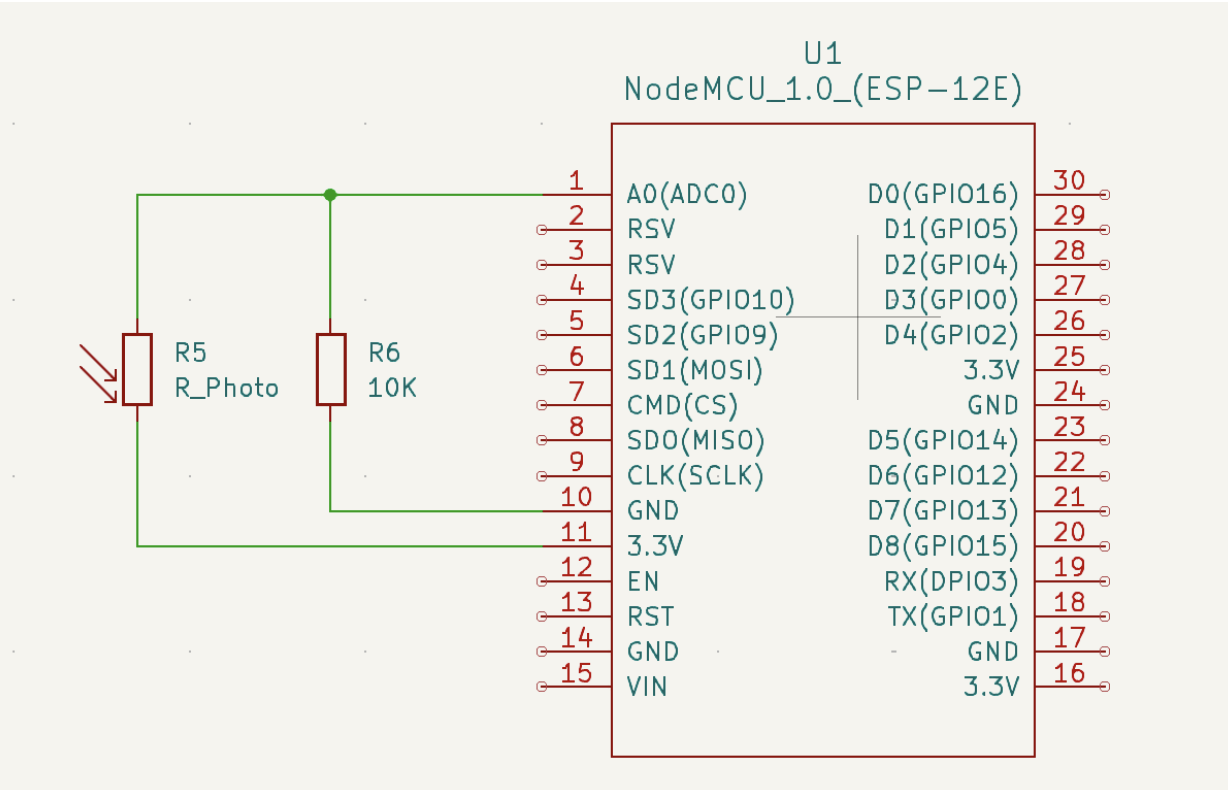 U1
NodeMCU_1.0_(ESP-12E)
1 A0(ADC0) D0(GPIO16) 30
2 RSV D1(GPIO5) 29
3 RSV D2(GPIO4) 28
4 SD3(GPIO10) D3(GPIO0) 27
5 SD2(GPIO9) D4(GPIO2) 26
6 SD1(MOSI) 3.3V 25
7 CMD(CS) GND 24
8 SDO(MISO) D5(GPIO14) 23
9 CLK(SCLK) D6(GPIO12) 22
10 GND D7(GPIO13) 21
11 3.3V D8(GPIO15) 20
12 EN RX(DPIO3) 19
13 RST TX(GPIO1) 18
14 GND GND 17
15 VIN 3.3V 16
R5
R_Photo
R6
10K